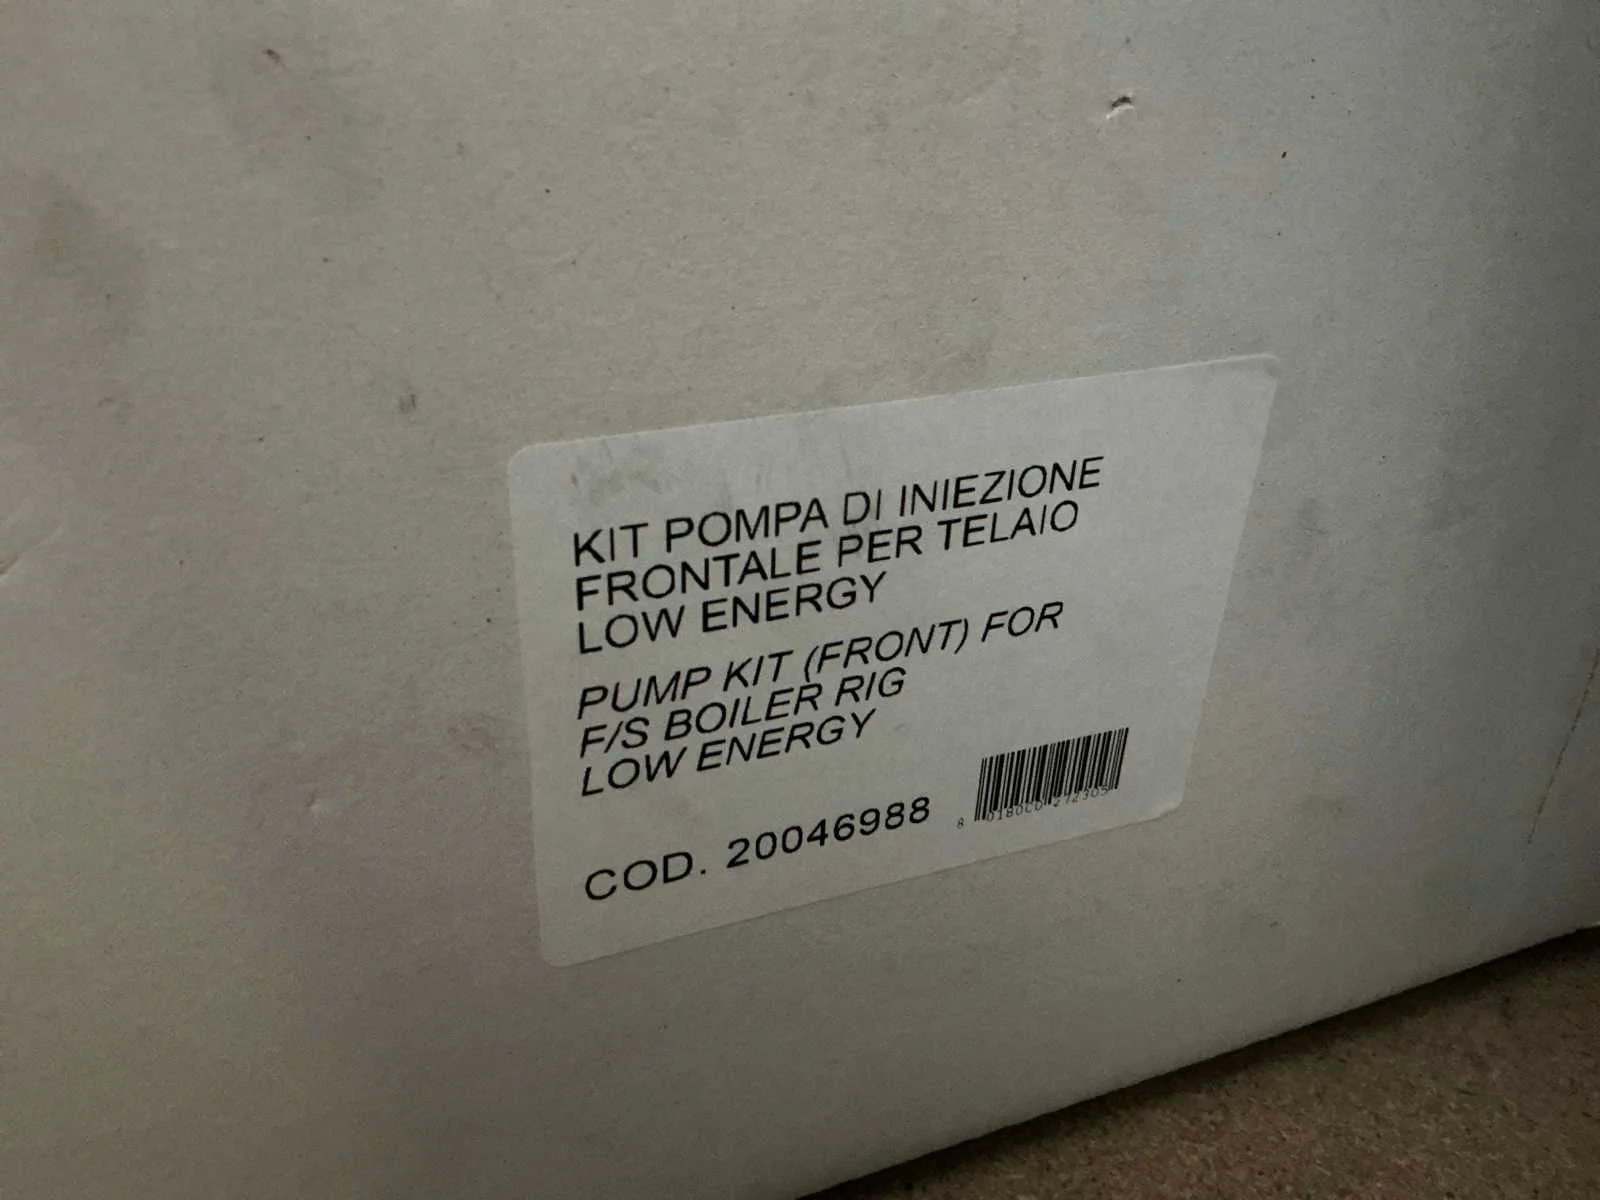 KIT POMPA DI INIEZIONE
FRONTALE PER TELAIO
LOW ENERGY
PUMP KIT (FRONT) FOR
F/S BOILER RIG
LOW ENERGY
COD. 20046988